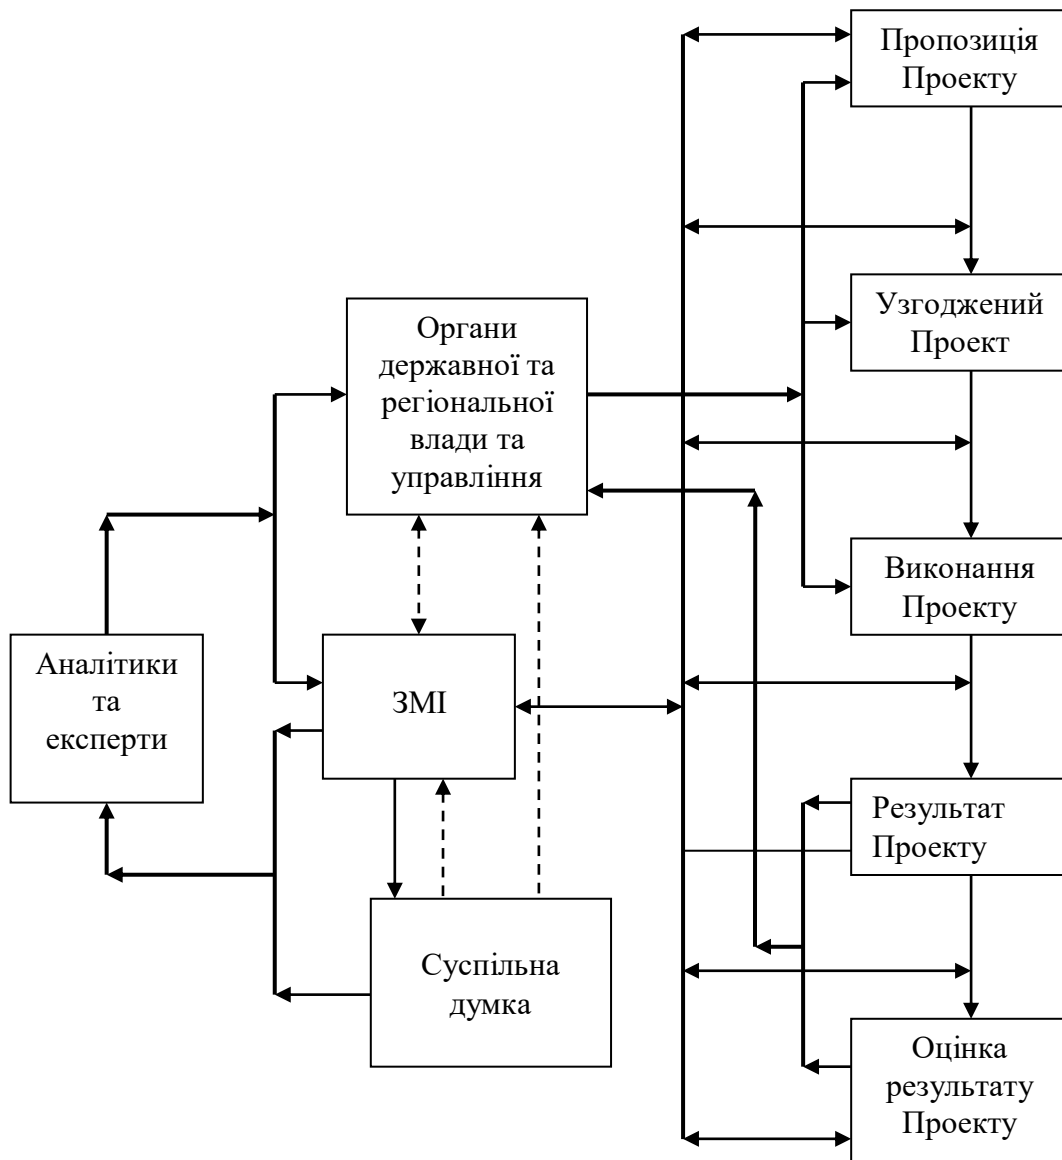 Пропозиція
Проекту
Узгоджений
Проект
Органи
державної та
регіональної
влади та
управління
Виконання
Проекту
Аналітики
та
експерти
ЗМІ
Результат
Проекту
Суспільна
думка
Оцінка
результату
Проекту